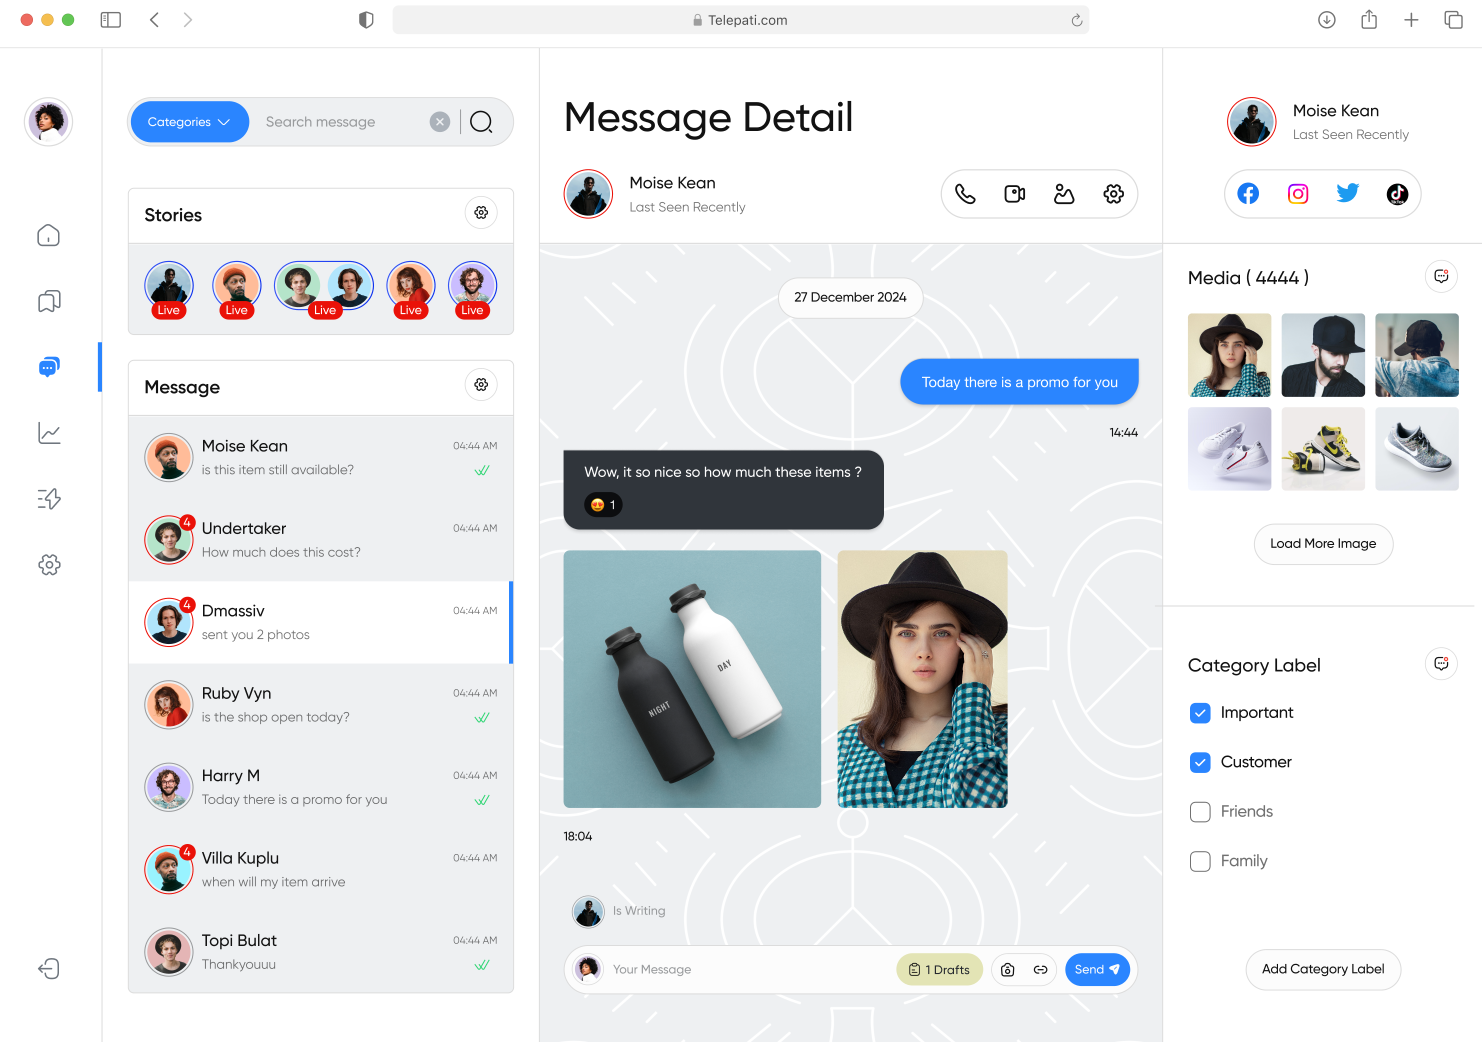 Telepati.com
Categories
Search message
Stories
Live
Live
Live
Live
Live
Message
Moise Kean
04:44 AM
is this item still available?
4
Undertaker
04:44 AM
How much does this cost?
4
Dmassiv
04:44 AM
sent you 2 photos
Ruby Vyn
04:44 AM
is the shop open today?
Harry M
04:44 AM
Today there is a promo for you
4
Villa Kuplu
04:44 AM
when will my item arrive
Topi Bulat
04:44 AM
Thankyouuu
Message Detail
Moise Kean
Last Seen Recently
27 December 2024
Today there is a promo for you
14:44
Wow, it so nice so how much these items ?
1
NIGHT
DAY
18:04
Is Writing
Your Message
1 Drafts
Send
Moise Kean
Last Seen Recently
TikTok
Media ( 4444 )
Load More Image
Category Label
Important
Customer
Friends
Family
Add Category Label